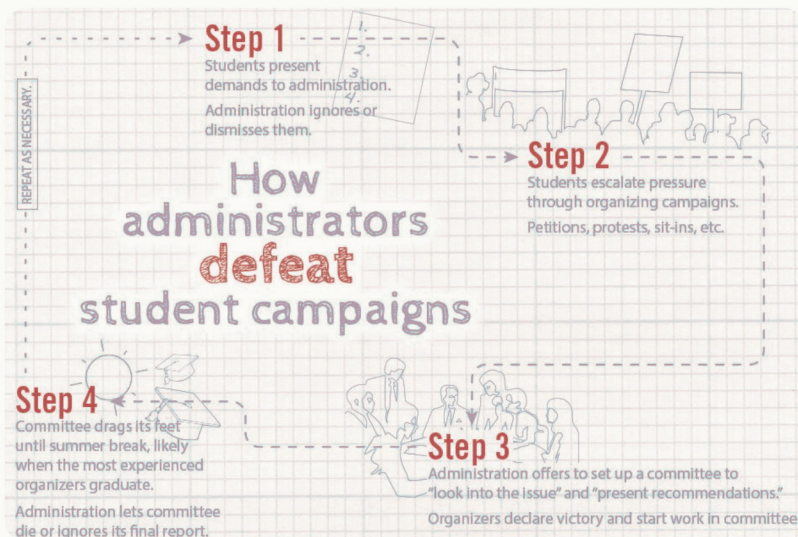 Step 1
1.
2.
3.
4.
Students present
demands to administration.
Administration ignores or
dismisses them.
Step 2
Students escalate pressure
through organizing campaigns.
Petitions, protests, sit-ins, etc.
REPEAT AS NECESSARY.
How
administrators
defeat
student campaigns
Step 3
Administration offers to set up a committee to
“look into the issue” and “present recommendations.”
Organizers declare victory and start work in committee
Step 4
Committee drags its feet
until summer break, likely
when the most experienced
organizers graduate.
Administration lets committee
die or ignores its final report.